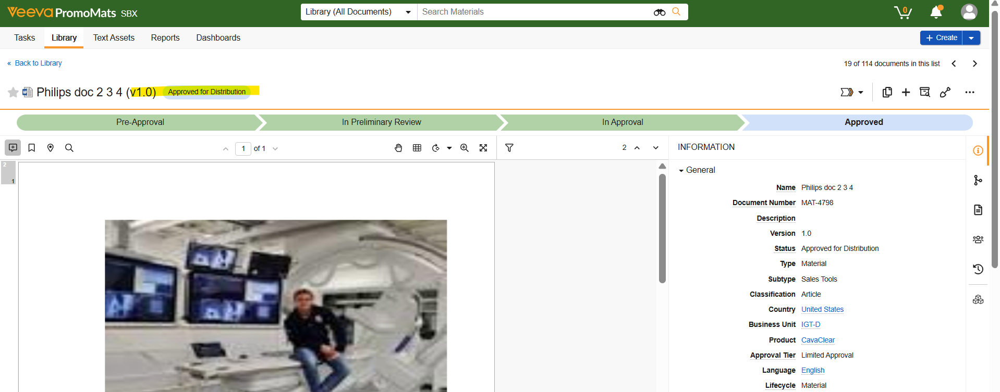 Veeva PromoMats SBX
Library (All Documents)
Search Materials
0
Tasks
Library
Text Assets
Reports
Dashboards
+ Create
« Back to Library
19 of 114 documents in this list
Philips doc 2 3 4 (v1.0)
Approved for Distribution
Pre-Approval
In Preliminary Review
In Approval
Approved
1 of 1
2
INFORMATION
2
1
General
Name Philips doc 2 3 4
Document Number MAT-4798
Description
Version 1.0
Status Approved for Distribution
Type Material
Subtype Sales Tools
Classification Article
Country United States
Business Unit IGT-D
Product CavaClear
Approval Tier Limited Approval
Language English
Lifecycle Material